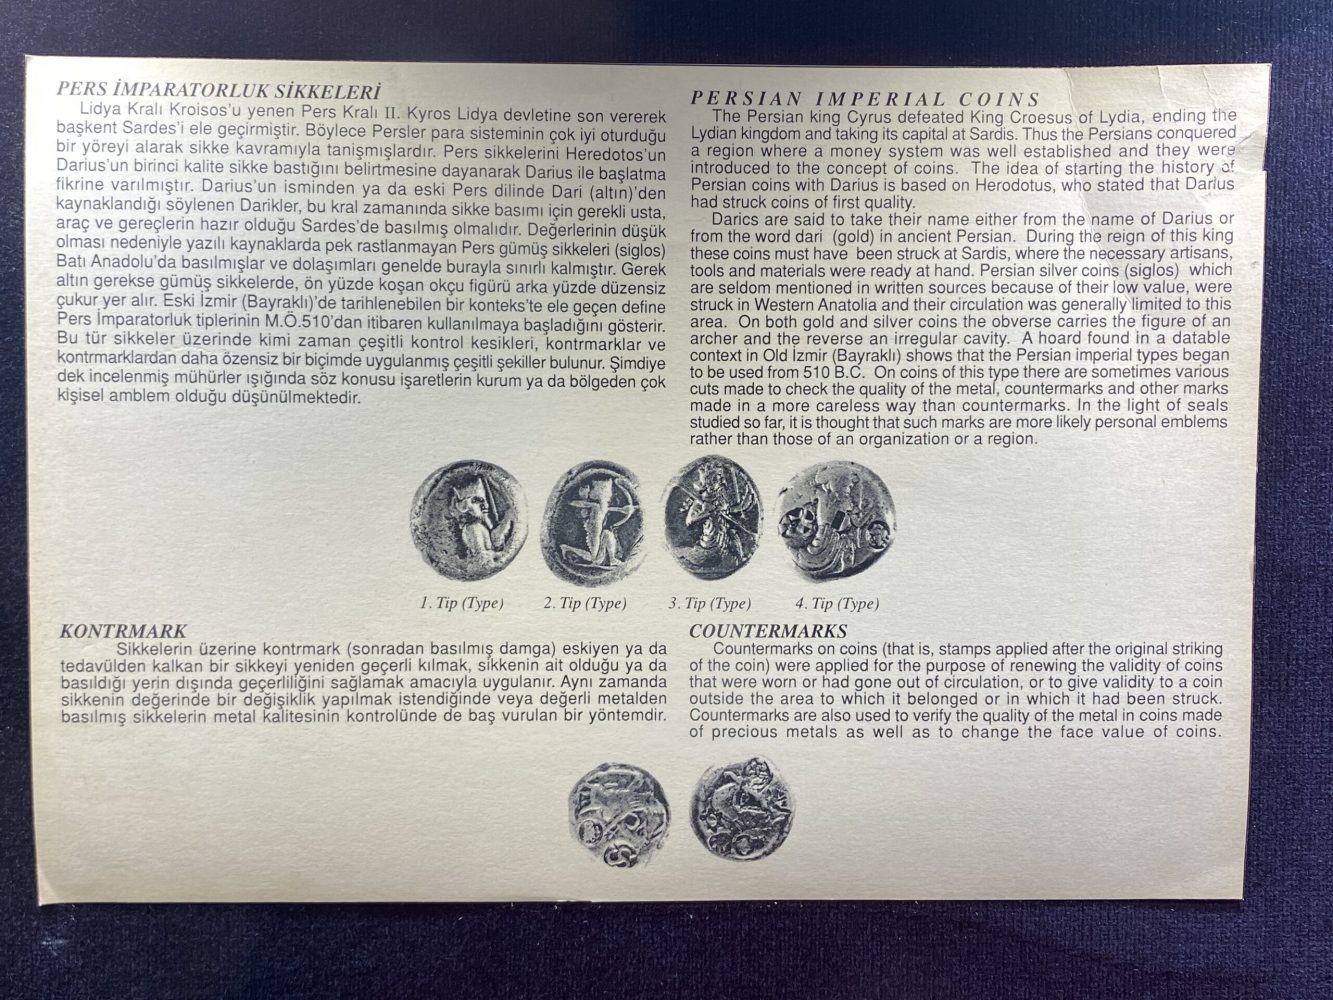 PERS İMPARATORLUK SİKKELERİ
Lidya Kralı Kroisos'u yenen Pers Kralı II. Kyros Lidya devletine son vererek
başkent Sardes'i ele geçirmiştir. Böylece Persler para sisteminin çok iyi oturduğu
bir yöreyi alarak sikke kavramıyla tanişmışlardır. Pers sikkelerini Heredotos'un
Darius'un birinci kalite sikke bastığını belirtmesine dayanarak Darius ile başlatma
fikrine varılmıştır. Darius'un isminden ya da eski Pers dilinde Dari (altın)'den
kaynaklandığı söylenen Darikler, bu kral zamanında sikke basımı için gerekli usta,
araç ve gereçlerin hazır olduğu Sardes'de basılmış olmalıdır. Değerlerinin düşük
olması nedeniyle yazılı kaynaklarda pek rastlanmayan Pers gümüş sikkeleri (siglos)
Batı Anadolu'da basılmışlar ve dolaşımları genelde burayla sınırlı kalmıştır. Gerek
altın gerekse gümüş sikkelerde, ön yüzde koşan okçu figürü arka yüzde düzensiz
çukur yer alır. Eski İzmir (Bayraklı)'de tarihlenebilen bir konteks'te ele geçen define
Pers İmparatorluk tiplerinin M.Ö.510'dan itibaren kullanılmaya başladığını gösterir.
Bu tür sikkeler üzerinde kimi zaman çeşitli kontrol kesikleri, kontrmarklar ve
kontrmarklardan daha özensiz bir biçimde uygulanmış çeşitli şekiller bulunur. Şimdiye
dek incelenmiş mühürler ışığında söz konusu işaretlerin kurum ya da bölgeden çok
kişisel amblem olduğu düşünülmektedir.
PERSIAN IMPERIAL COINS
The Persian king Cyrus defeated King Croesus of Lydia, ending the
Lydian kingdom and taking its capital at Sardis. Thus the Persians conquered
a region where a money system was well established and they were
introduced to the concept of coins. The idea of starting the history of
Persian coins with Darius is based on Herodotus, who stated that Darius
had struck coins of first quality.
Darics are said to take their name either from the name of Darius or
from the word dari (gold) in ancient Persian. During the reign of this king
these coins must have been struck at Sardis, where the necessary artisans,
tools and materials were ready at hand. Persian silver coins (siglos) which
are seldom mentioned in written sources because of their low value, were
struck in Western Anatolia and their circulation was generally limited to this
area. On both gold and silver coins the obverse carries the figure of an
archer and the reverse an irregular cavity. A hoard found in a datable
context in Old İzmir (Bayraklı) shows that the Persian imperial types began
to be used from 510 B.C. On coins of this type there are sometimes various
cuts made to check the quality of the metal, countermarks and other marks
made in a more careless way than countermarks. In the light of seals
studied so far, it is thought that such marks are more likely personal emblems
rather than those of an organization or a region.
1. Tip (Type)
2. Tip (Type)
3. Tip (Type)
4. Tip (Type)
KONTRMARK
Sikkelerin üzerine kontrmark (sonradan basılmış damga) eskiyen ya da
tedavülden kalkan bir sikkeyi yeniden geçerli kılmak, sikkenin ait olduğu ya da
basıldığı yerin dışında geçerliliğini sağlamak amacıyla uygulanır. Aynı zamanda
sikkenin değerinde bir değişiklik yapılmak istendiğinde veya değerli metalden
basılmış sikkelerin metal kalitesinin kontrolünde de baş vurulan bir yöntemdir.
COUNTERMARKS
Countermarks on coins (that is, stamps applied after the original striking
of the coin) were applied for the purpose of renewing the validity of coins
that were worn or had gone out of circulation, or to give validity to a coin
outside the area to which it belonged or in which it had been struck.
Countermarks are also used to verify the quality of the metal in coins made
of precious metals as well as to change the face value of coins.